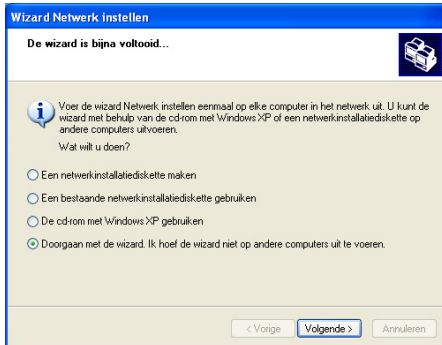 Wizard Netwerk instellen
De wizard is bijna voltooid...
Voer de wizard Netwerk instellen eenmaal op elke computer in het netwerk uit. U kunt de
wizard met behulp van de cd-rom met Windows XP of een netwerkinstallatiediskette op
andere computers uitvoeren.
Wat wilt u doen?
Een netwerkinstallatiediskette maken
Een bestaande netwerkinstallatiediskette gebruiken
De cd-rom met Windows XP gebruiken
Doorgaan met de wizard. Ik hoef de wizard niet op andere computers uit te voeren.
< Vorige Volgende > Annuleren